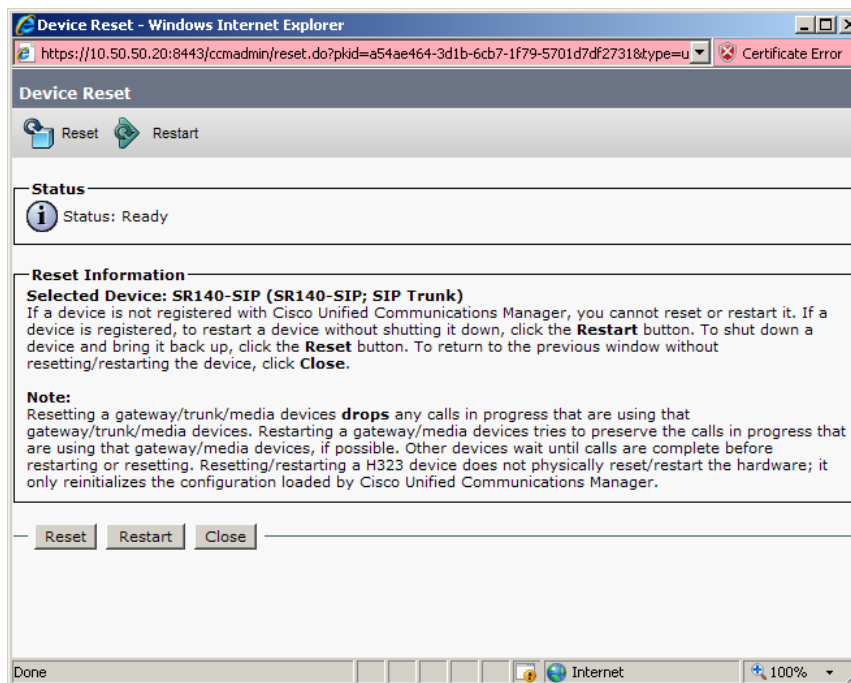 Device Reset - Windows Internet Explorer
https://10.50.50.20:8443/ccmadmin/reset.do?pkid=a54ae464-3d1b-6cb7-1f79-5701d7df2731&type=u
Certificate Error
Device Reset
Reset
Restart
Status
Status: Ready
Reset Information
Selected Device: SR140-SIP (SR140-SIP; SIP Trunk)
If a device is not registered with Cisco Unified Communications Manager, you cannot reset or restart it. If a
device is registered, to restart a device without shutting it down, click the Restart button. To shut down a
device and bring it back up, click the Reset button. To return to the previous window without
resetting/restarting the device, click Close.
Note:
Resetting a gateway/trunk/media devices drops any calls in progress that are using that
gateway/trunk/media devices. Restarting a gateway/media devices tries to preserve the calls in progress that
are using that gateway/media devices, if possible. Other devices wait until calls are complete before
restarting or resetting. Resetting/restarting a H323 device does not physically reset/restart the hardware; it
only reinitializes the configuration loaded by Cisco Unified Communications Manager.
Reset
Restart
Close
Done
Internet
100%